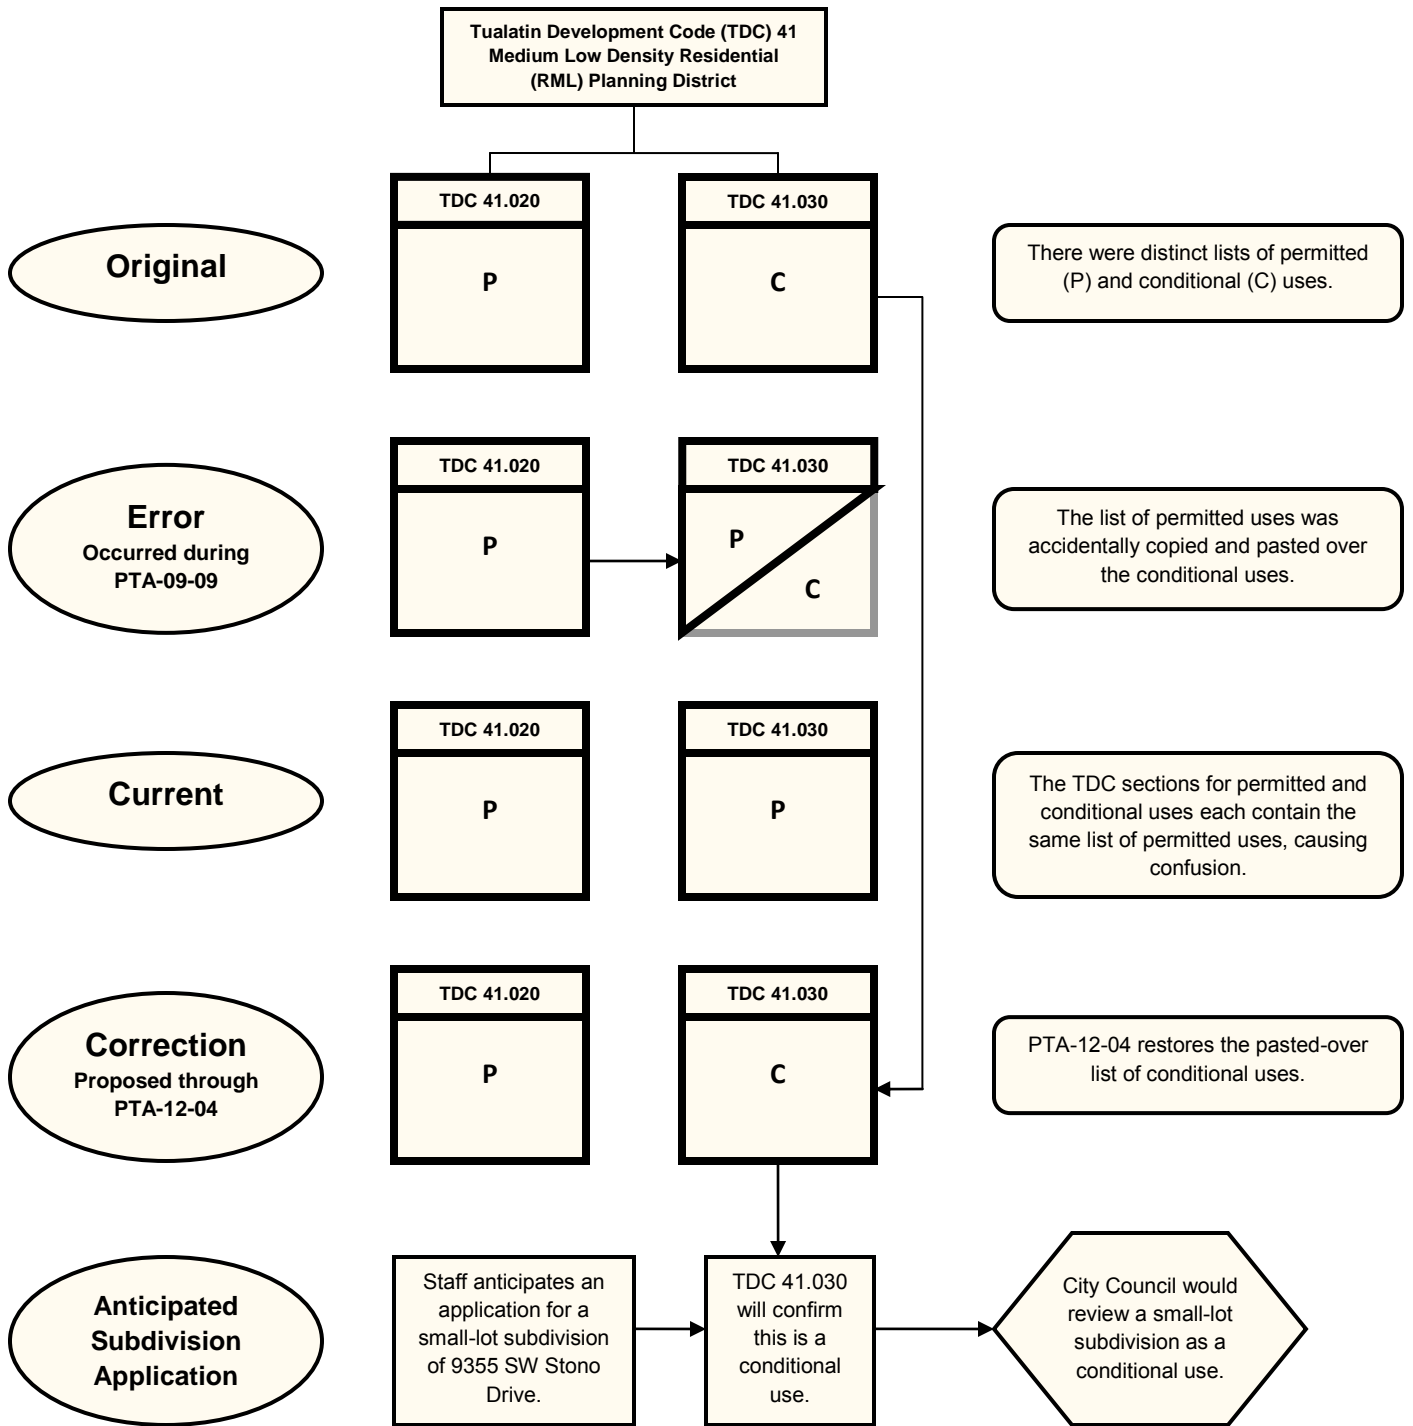 Tualatin Development Code (TDC) 41
Medium Low Density Residential
(RML) Planning District
Original
TDC 41.020
P
TDC 41.030
C
There were distinct lists of permitted
(P) and conditional (C) uses.
Error
Occurred during
PTA-09-09
TDC 41.020
P
TDC 41.030
P
C
The list of permitted uses was
accidentally copied and pasted over
the conditional uses.
Current
TDC 41.020
P
TDC 41.030
P
The TDC sections for permitted and
conditional uses each contain the
same list of permitted uses, causing
confusion.
Correction
Proposed through
PTA-12-04
TDC 41.020
P
TDC 41.030
C
PTA-12-04 restores the pasted-over
list of conditional uses.
Anticipated
Subdivision
Application
Staff anticipates an
application for a
small-lot subdivision
of 9355 SW Stono
Drive.
TDC 41.030
will confirm
this is a
conditional
use.
City Council would
review a small-lot
subdivision as a
conditional use.